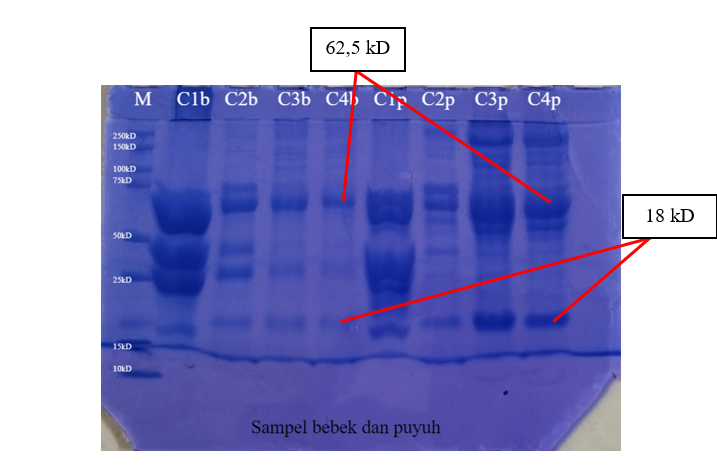 62,5 kD
M C1b C2b C3b C4b C1p C2p C3p C4p
250kD
150kD
100kD
75kD
18 kD
50kD
25kD
15kD
10kD
Sampel bebek dan puyuh